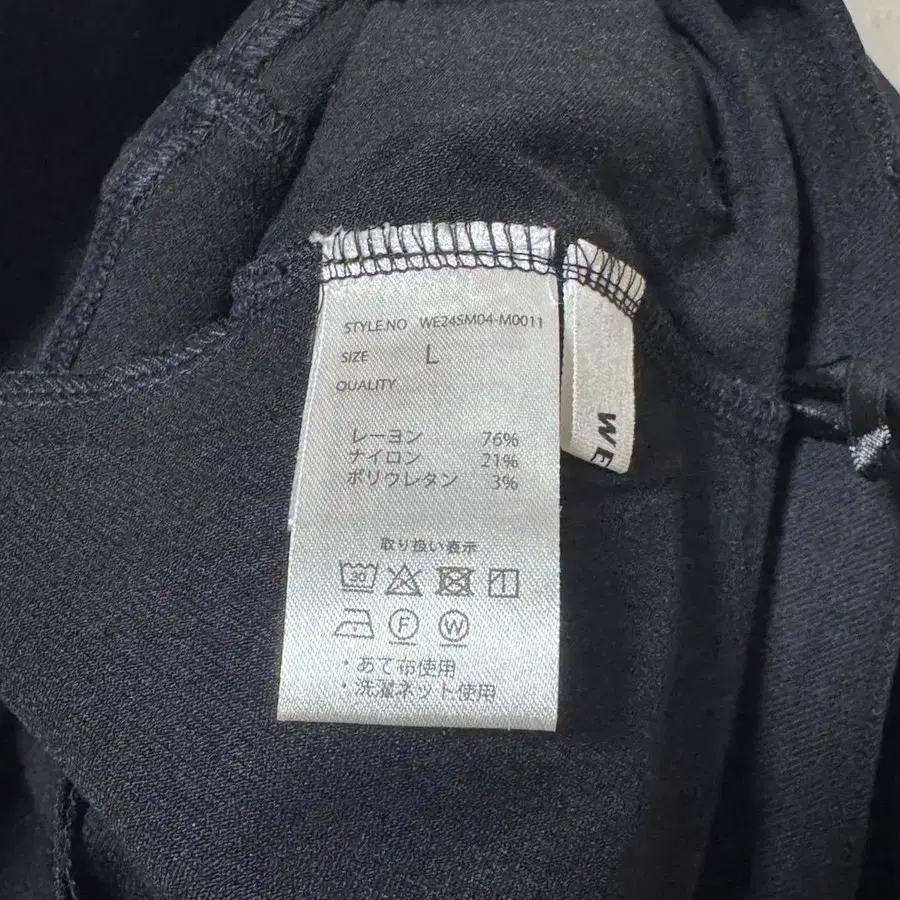 STYLE.NO WE24SM04-M0011
SIZE L
QUALITY
レーヨン 76%
ナイロン 21%
ポリウレタン 3%
取り扱い表示
30
F W
・あて布使用
・洗濯ネット使用
WE